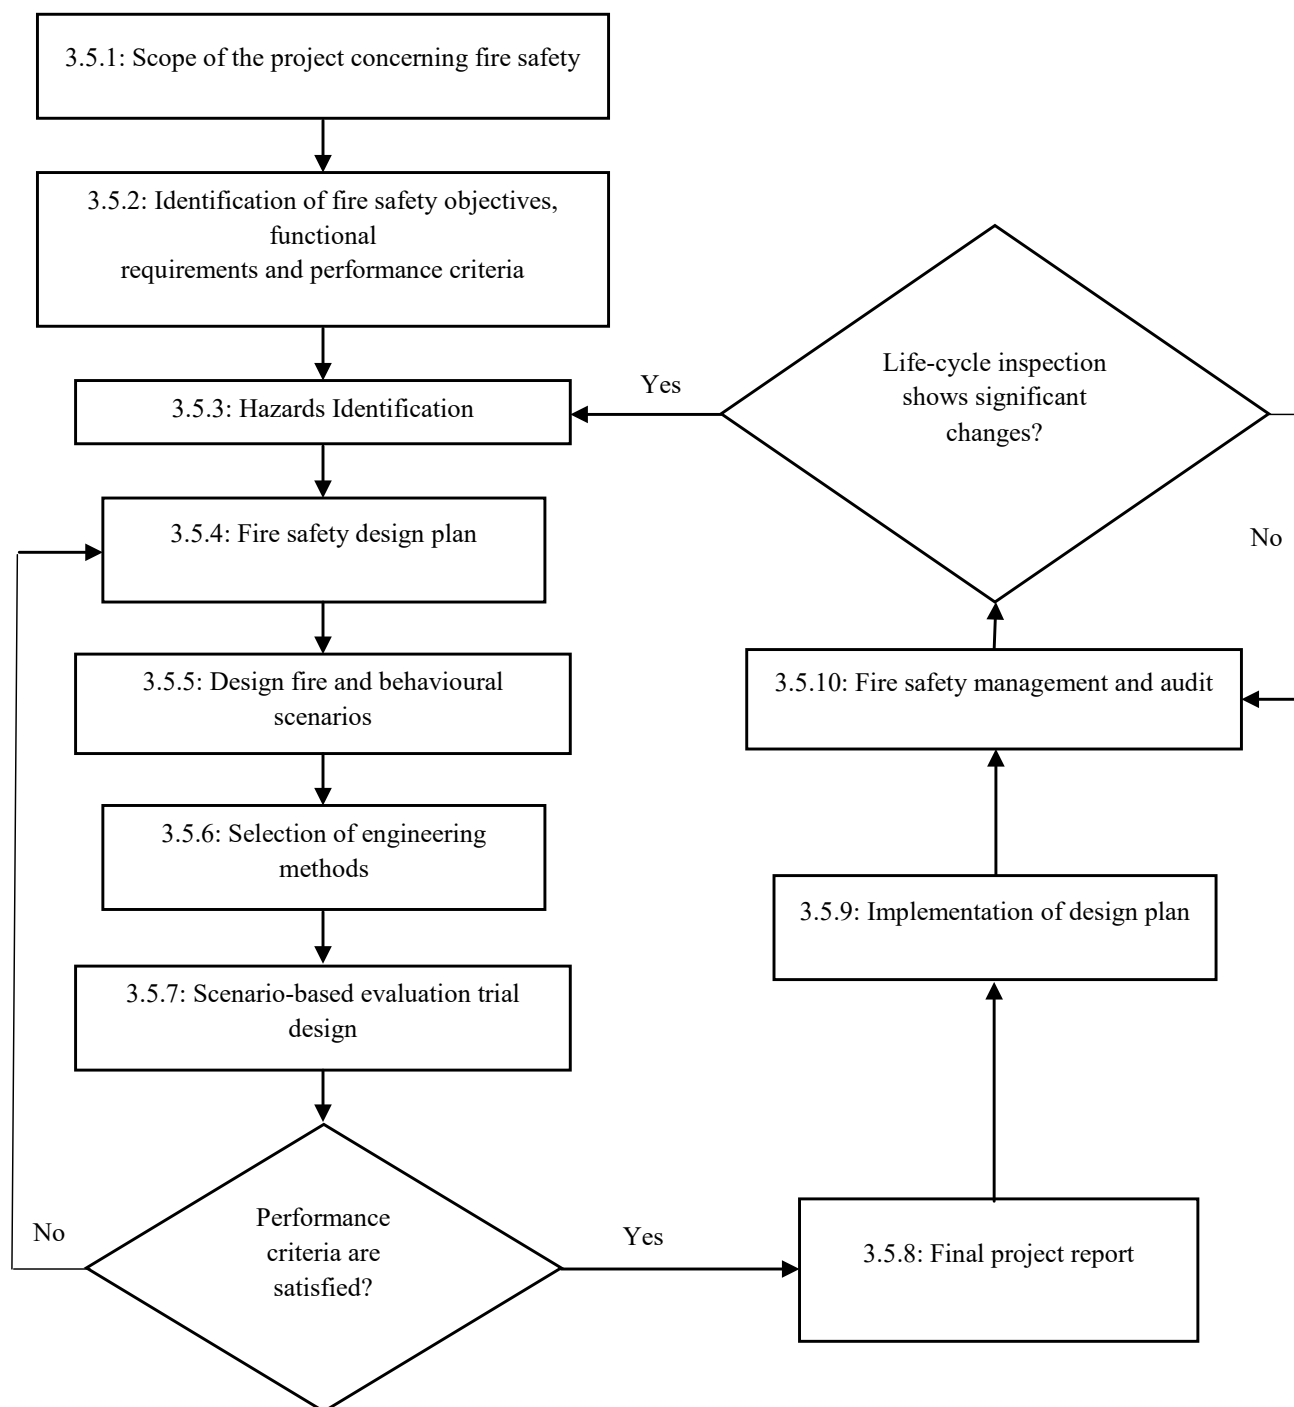 3.5.1: Scope of the project concerning fire safety
3.5.2: Identification of fire safety objectives,
functional
requirements and performance criteria
3.5.3: Hazards Identification
3.5.4: Fire safety design plan
3.5.5: Design fire and behavioural
scenarios
3.5.6: Selection of engineering
methods
3.5.7: Scenario-based evaluation trial
design
Performance
criteria are
satisfied?
No
Yes
3.5.8: Final project report
3.5.9: Implementation of design plan
3.5.10: Fire safety management and audit
Life-cycle inspection
shows significant
changes?
Yes
No